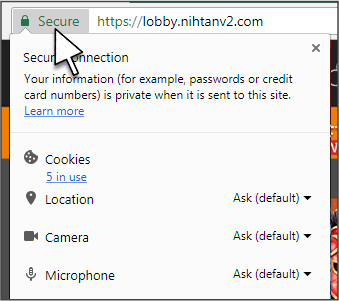 Secure https://lobby.nihtanv2.com
Secur nnection
Your information (for example, passwords or credit
card numbers) is private when it is sent to this site.
Learn more
Cookies
5 in use
Location Ask (default)
Camera Ask (default)
Microphone Ask (default)